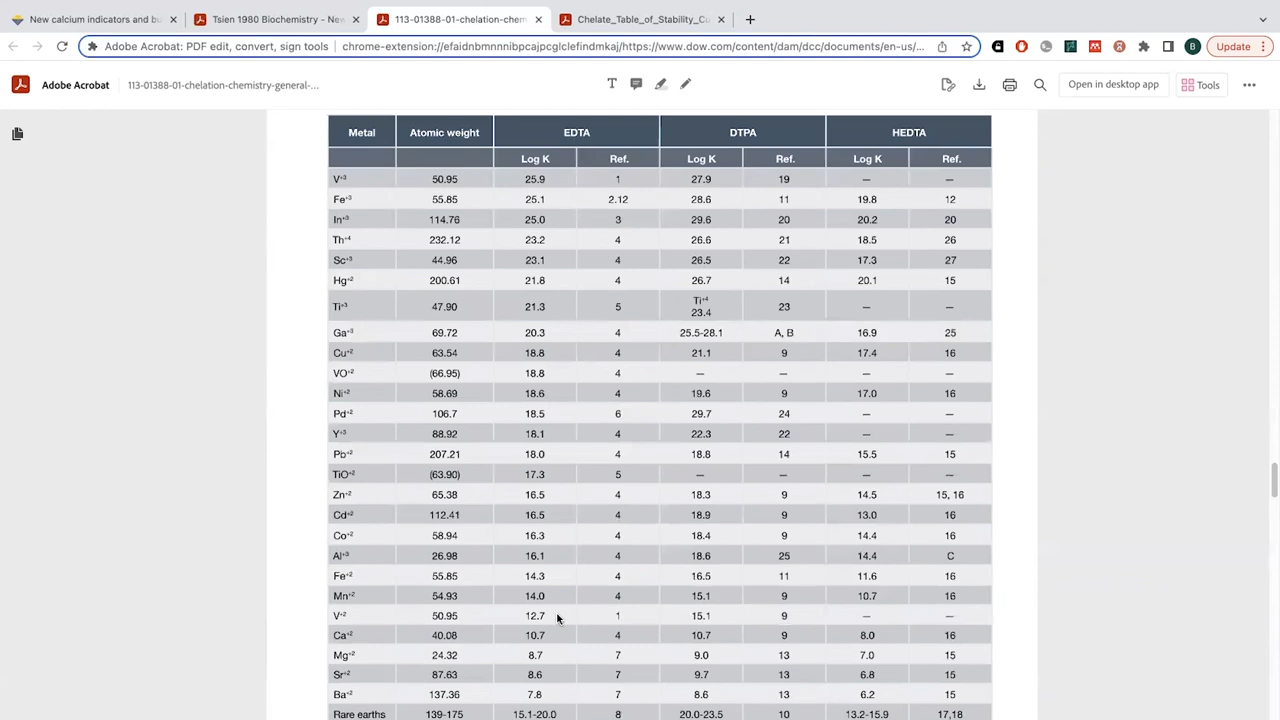 New calcium indicators and bu
Tsien 1980 Biochemistry - New
113-01388-01-chelation-chem
Chelate_Table_of_Stability_Co
Adobe Acrobat: PDF edit, convert, sign tools chrome-extension://efaidnbmnnnibpcajpcglclefindmkaj/https://www.dow.com/content/dam/dcc/documents/en-us/... B Update
Adobe Acrobat 113-01388-01-chelation-chemistry-general-... Open in desktop app Tools
Metal Atomic weight EDTA DTPA HEDTA
Log K Ref. Log K Ref. Log K Ref.
V+3 50.95 25.9 1 27.9 19 — —
Fe+3 55.85 25.1 2.12 28.6 11 19.8 12
In+3 114.76 25.0 3 29.6 20 20.2 20
Th+4 232.12 23.2 4 26.6 21 18.5 26
Sc+3 44.96 23.1 4 26.5 22 17.3 27
Hg+2 200.61 21.8 4 26.7 14 20.1 15
Ti+3 47.90 21.3 5 Ti+4 23.4 23 — —
Ga+3 69.72 20.3 4 25.5-28.1 A, B 16.9 25
Cu+2 63.54 18.8 4 21.1 9 17.4 16
VO+2 (66.95) 18.8 4 — — — —
Ni+2 58.69 18.6 4 19.6 9 17.0 16
Pd+2 106.7 18.5 6 29.7 24 — —
Y+3 88.92 18.1 4 22.3 22 — —
Pb+2 207.21 18.0 4 18.8 14 15.5 15
TiO+2 (63.90) 17.3 5 — — — —
Zn+2 65.38 16.5 4 18.3 9 14.5 15, 16
Cd+2 112.41 16.5 4 18.9 9 13.0 16
Co+2 58.94 16.3 4 18.4 9 14.4 16
Al+3 26.98 16.1 4 18.6 25 14.4 C
Fe+2 55.85 14.3 4 16.5 11 11.6 16
Mn+2 54.93 14.0 4 15.1 9 10.7 16
V+2 50.95 12.7 1 15.1 9 — —
Ca+2 40.08 10.7 4 10.7 9 8.0 16
Mg+2 24.32 8.7 7 9.0 13 7.0 15
Sr+2 87.63 8.6 7 9.7 13 6.8 15
Ba+2 137.36 7.8 7 8.6 13 6.2 15
Rare earths 139-175 15.1-20.0 8 20.0-23.5 10 13.2-15.9 17,18